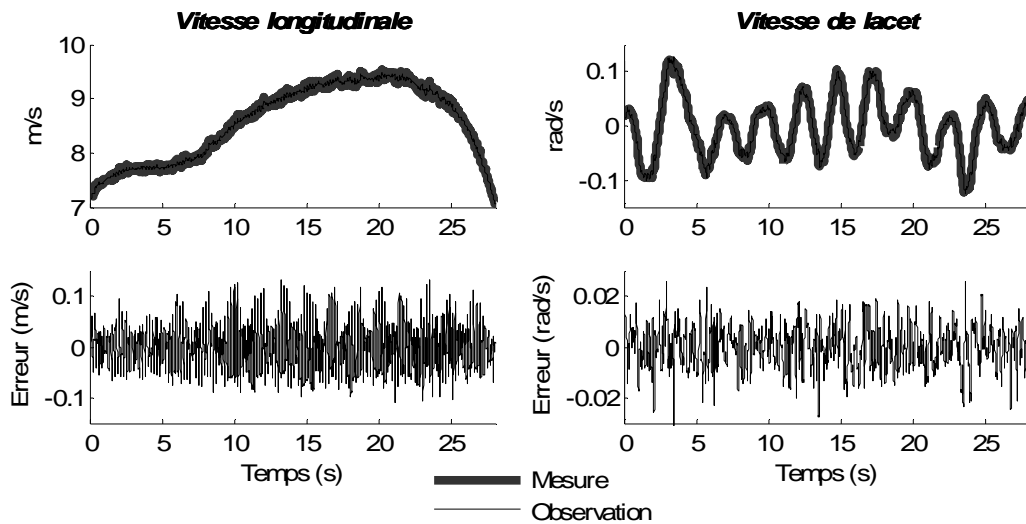 Vitesse longitudinale
Vitesse de lacet
10
9
8
7
m/s
0 5 10 15 20 25
0.1
0
-0.1
rad/s
0 5 10 15 20 25
0.1
0
-0.1
Erreur (m/s)
0 5 10 15 20 25
Temps (s)
0.02
0
-0.02
Erreur (rad/s)
0 5 10 15 20 25
Temps (s)
Mesure
Observation